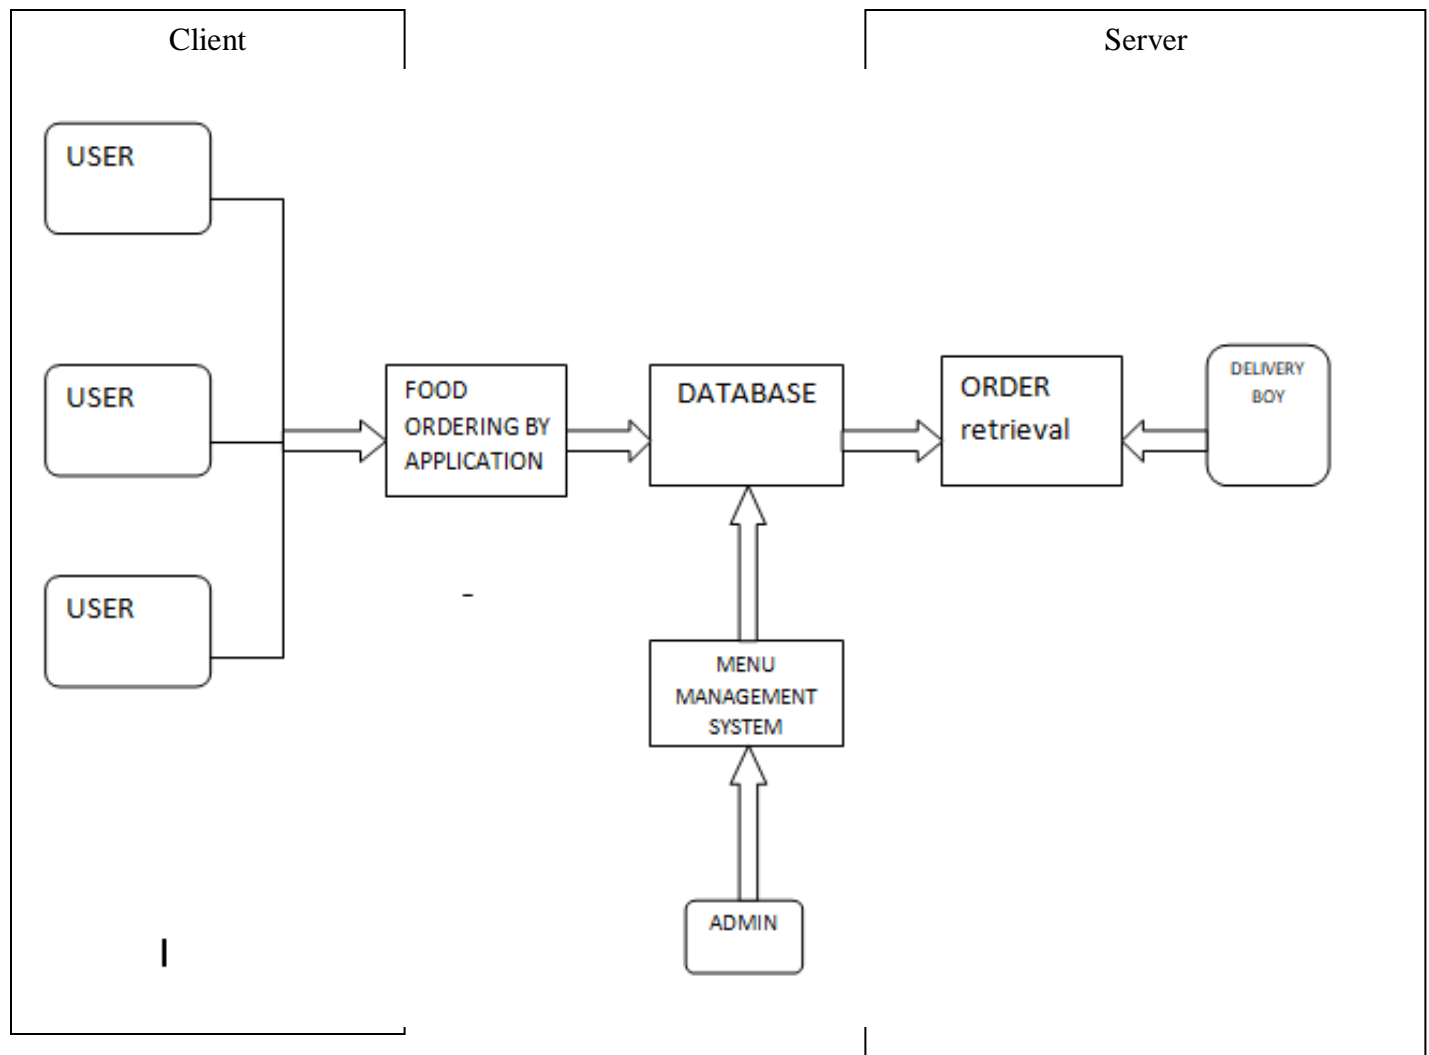 Client
Server
USER
USER
USER
FOOD
ORDERING BY
APPLICATION
DATABASE
ORDER
retrieval
DELIVERY
BOY
MENU
MANAGEMENT
SYSTEM
ADMIN